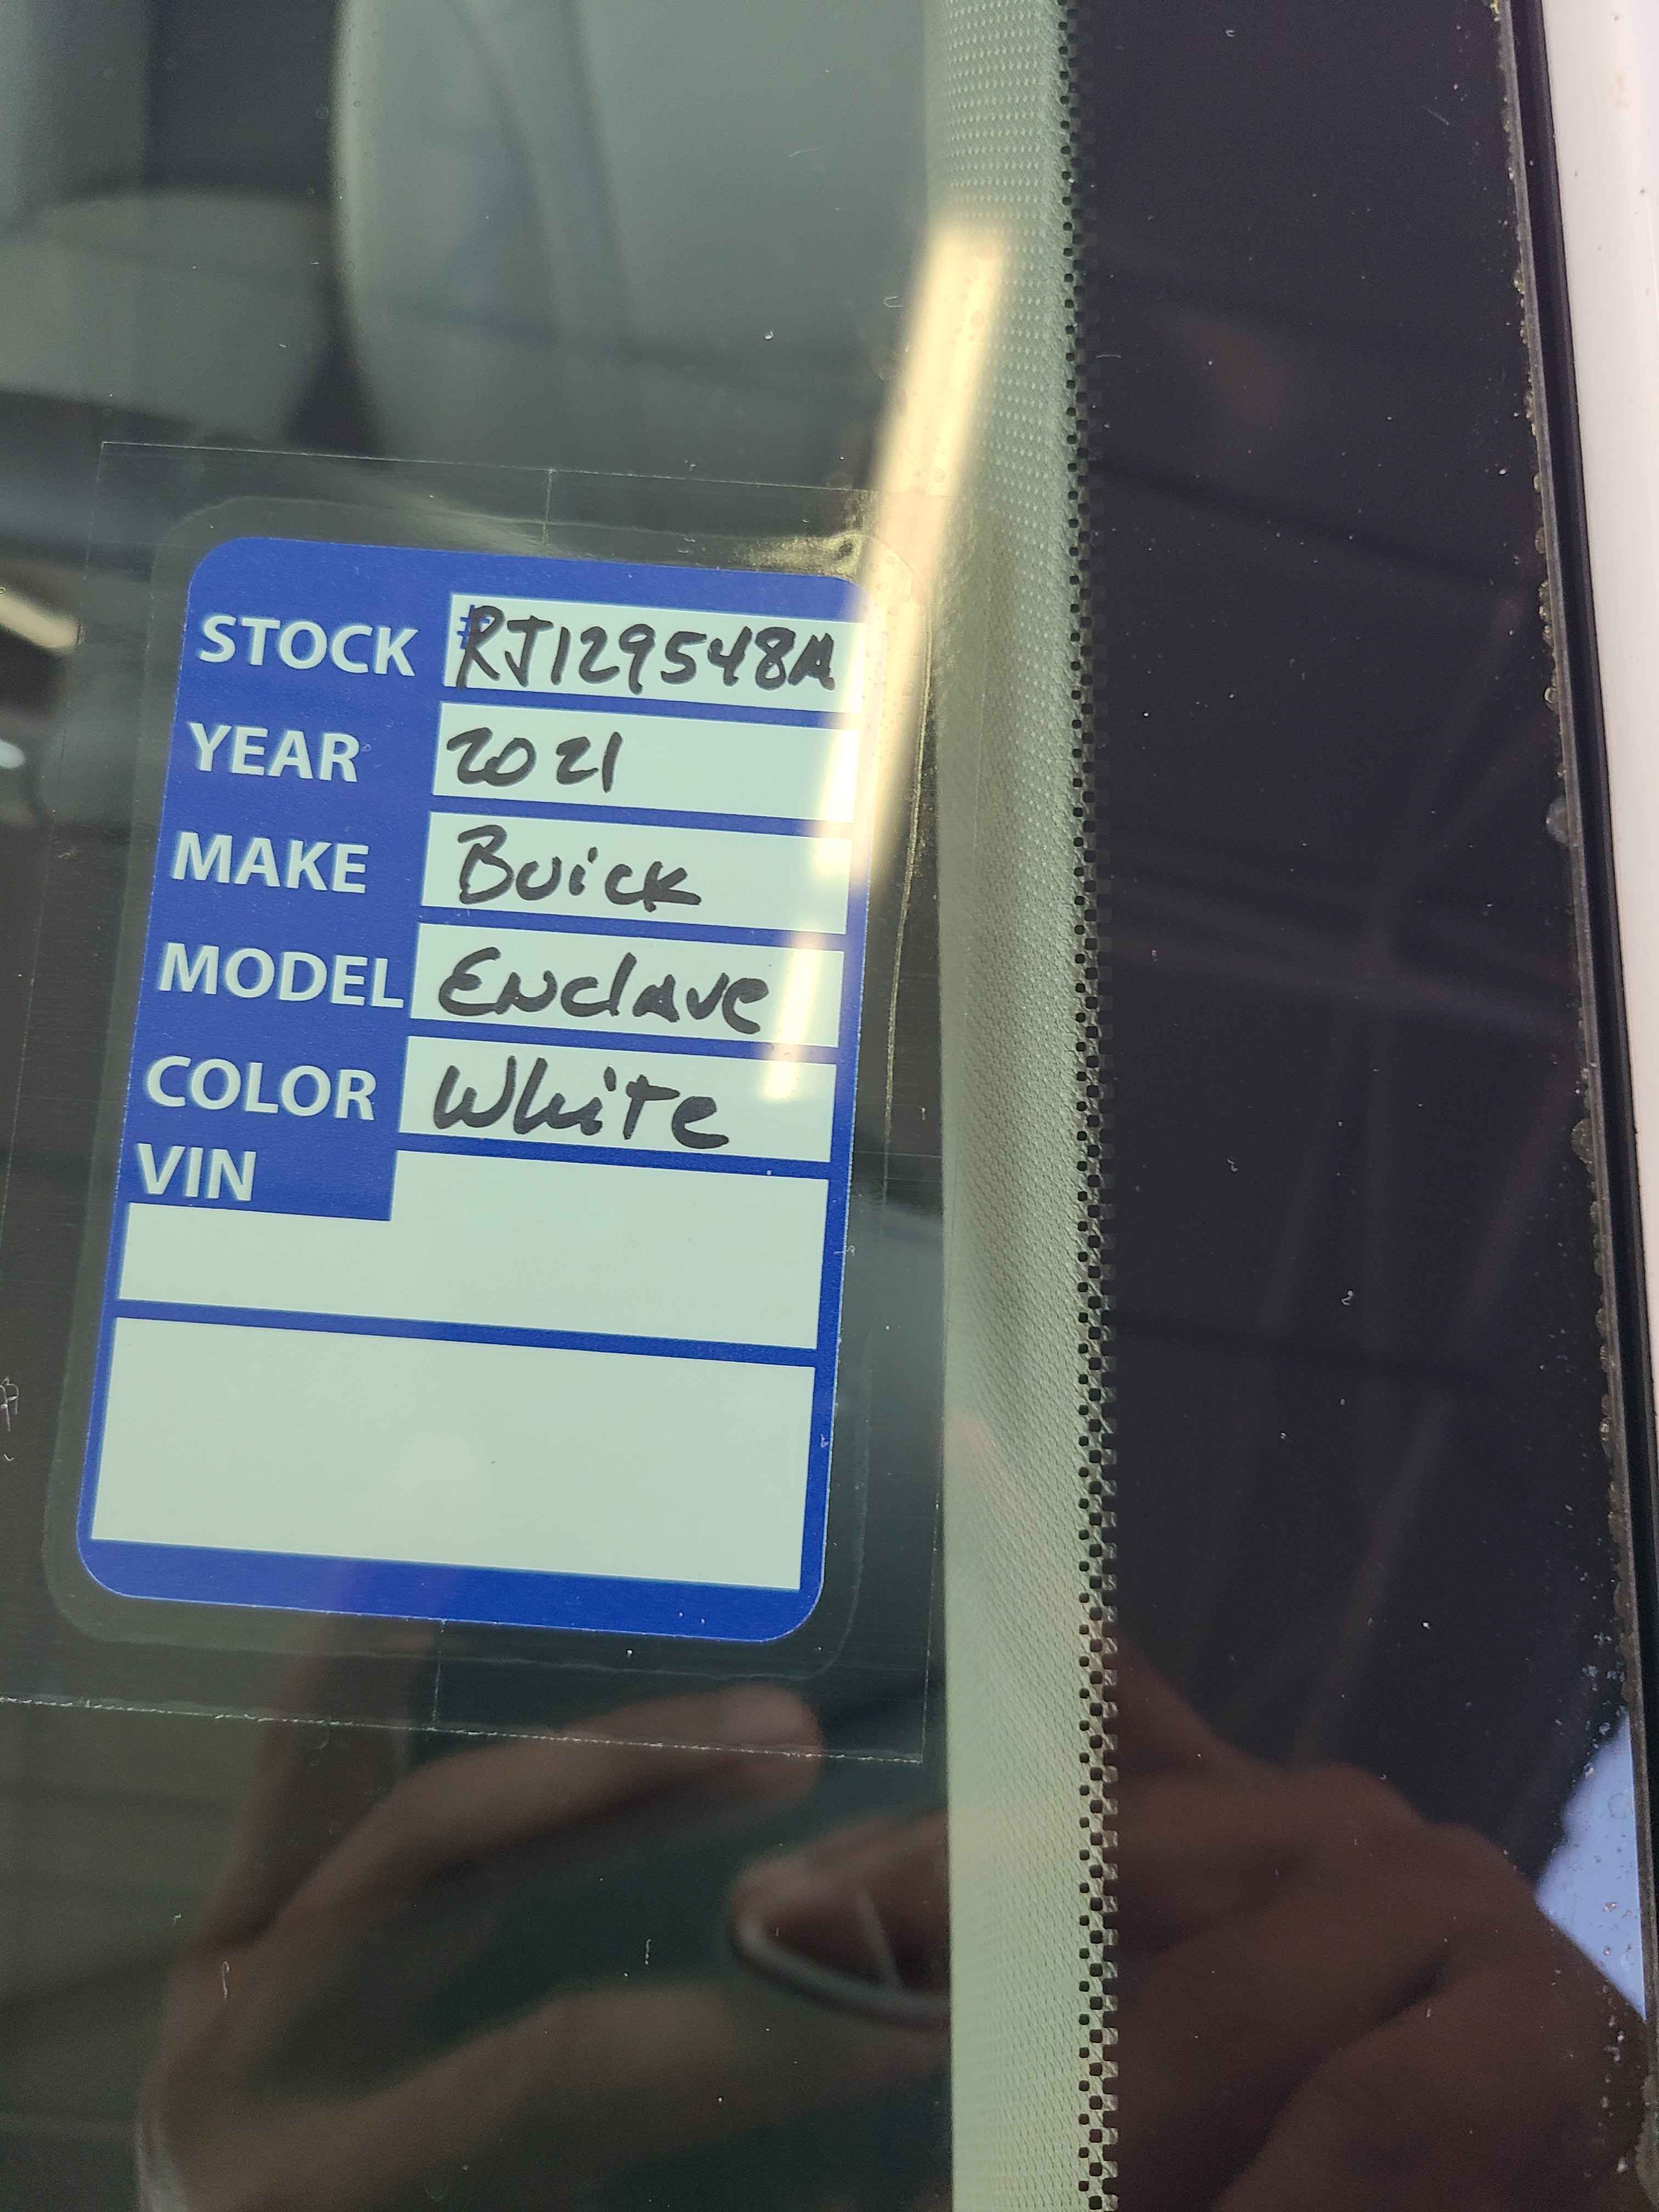 STOCK #RJ129548A
YEAR 2021
MAKE Buick
MODEL Enclave
COLOR White
VIN